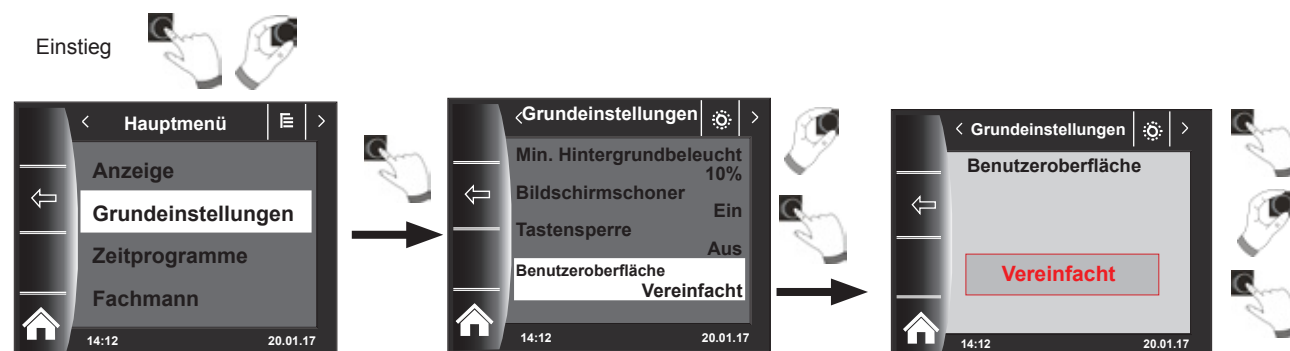 Einstieg
Hauptmenü
Anzeige
Grundeinstellungen
Zeitprogramme
Fachmann
14:12 20.01.17
Grundeinstellungen
Min. Hintergrundbeleucht
10%
Bildschirmschoner
Ein
Tastensperre
Aus
Benutzeroberfläche
Vereinfacht
14:12 20.01.17
Grundeinstellungen
Benutzeroberfläche
Vereinfacht
14:12 20.01.17